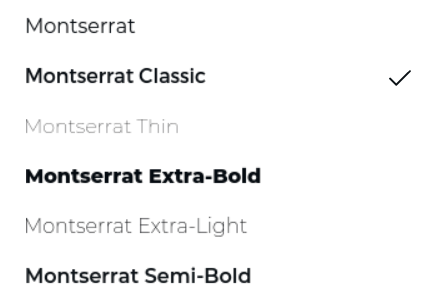 Montserrat
Montserrat Classic
Montserrat Thin
Montserrat Extra-Bold
Montserrat Extra-Light
Montserrat Semi-Bold